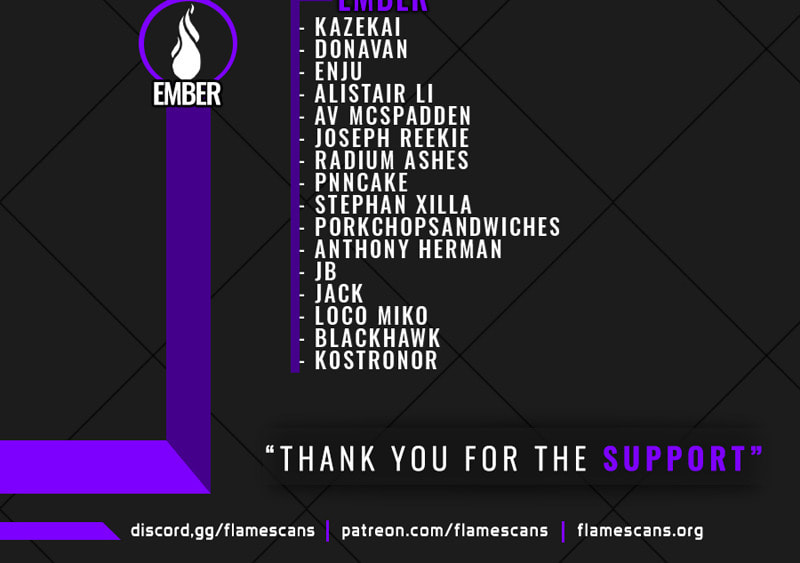 EMBER
EMBER
- KAZEKAI
- DONAVAN
- ENJU
- ALISTAIR LI
- AV MCSPADDEN
- JOSEPH REEKIE
- RADIUM ASHES
- PNNCAKE
- STEPHAN XILLA
- PORKCHOPSANDWICHES
- ANTHONY HERMAN
- JB
- JACK
- LOCO MIKO
- BLACKHAWK
- KOSTRONOR
“THANK YOU FOR THE SUPPORT”
discord,gg/flamescans | patreon.com/flamescans | flamescans.org